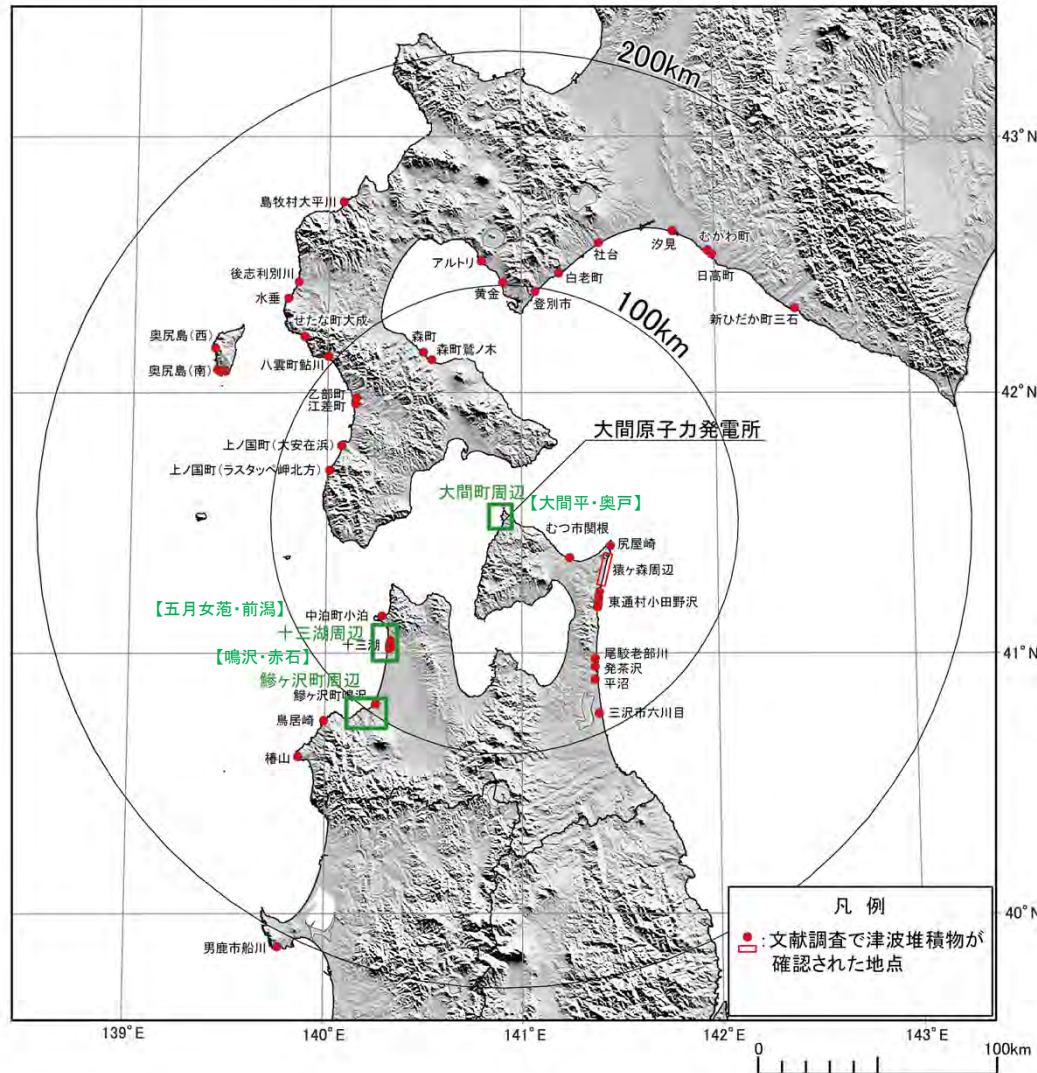 200km
43°N
島牧村大平川
汐見
むかわ町
社台
アルトリ
日高町
後志利別川
白老町
黄金
水垂
登別市
新ひだか町三石
100km
せたな町大成
奥尻島(西)
森町
森町鷲ノ木
八雲町鮎川
奥尻島(南)
42°N
乙部町
江差町
大間原子力発電所
上ノ国町(大安在浜)
上ノ国町(ラスタッペ岬北方)
大間町周辺
【大間平・奥戸】
むつ市関根
尻屋崎
猿ヶ森周辺
東通村小田野沢
【五月女萢・前潟】
中泊町小泊
十三湖周辺
十三湖
【鳴沢・赤石】
尾駮老部川
41°N
発茶沢
鰺ヶ沢町周辺
平沼
鰺ヶ沢町鳴沢
三沢市六川目
鳥居崎
椿山
凡 例
40°N
:文献調査で津波堆積物が
確認された地点
男鹿市船川
139°E
140°E
141°E
142°E
143°E
0
100km